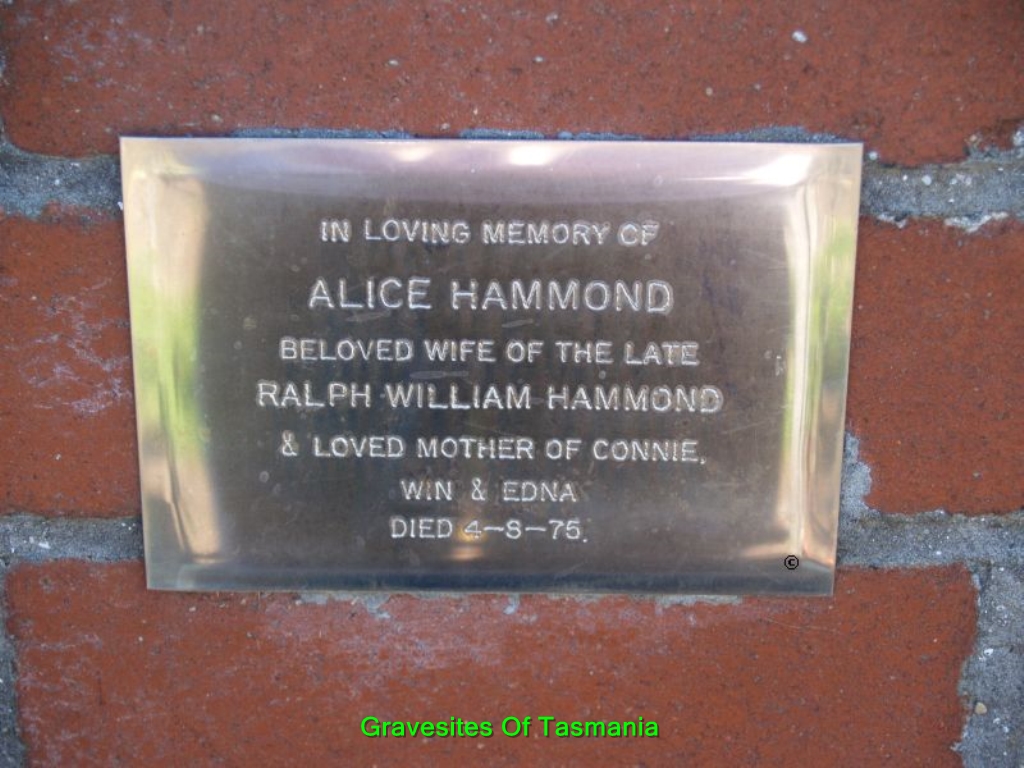 IN LOVING MEMORY OF
ALICE HAMMOND
BELOVED WIFE OF THE LATE
RALPH WILLIAM HAMMOND
& LOVED MOTHER OF CONNIE,
WIN & EDNA
DIED 4-8-75.
©
Gravesites Of Tasmania